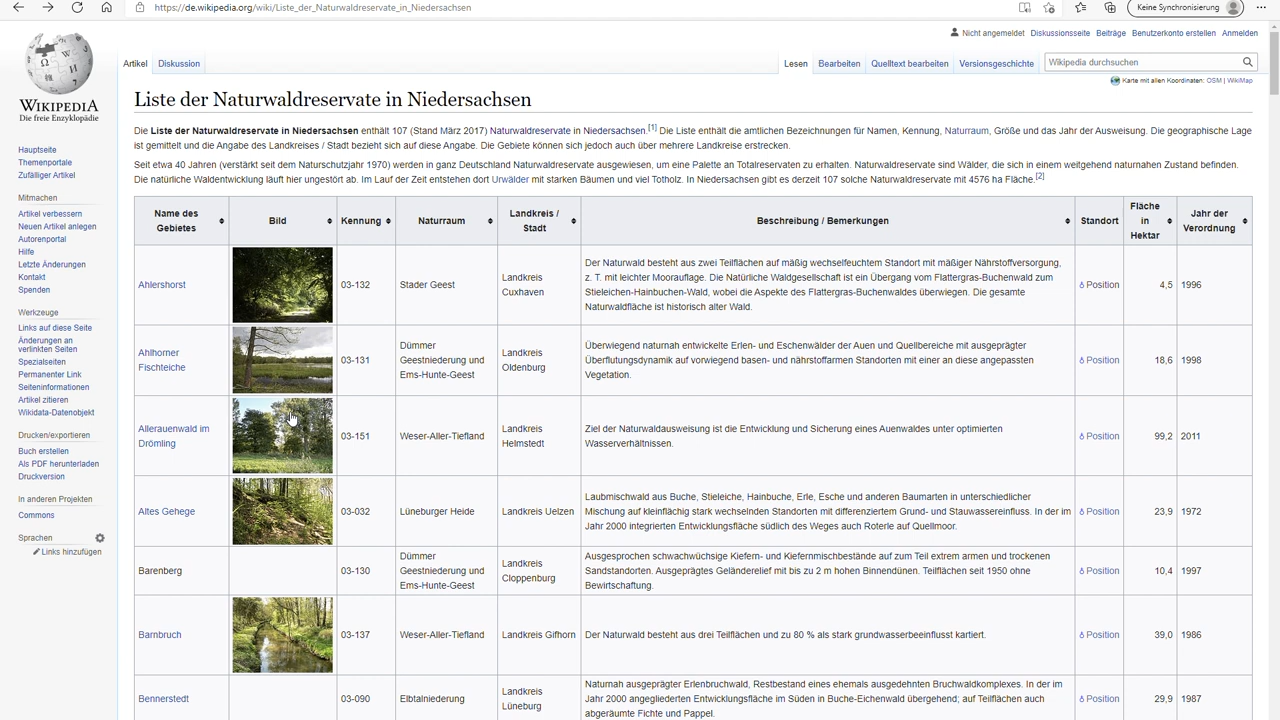 https://de.wikipedia.org/wiki/Liste_der_Naturwaldreservate_in_Niedersachsen
Keine Synchronisierung
Nicht angemeldet Diskussionsseite Beiträge Benutzerkonto erstellen Anmelden
Artikel Diskussion Lesen Bearbeiten Quelltext bearbeiten Versionsgeschichte Wikipedia durchsuchen
Karte mit allen Koordinaten: OSM | WikiMap
WIKIPEDIA
Die freie Enzyklopädie
Hauptseite
Themenportale
Zufälliger Artikel
Mitmachen
Artikel verbessern
Neuen Artikel anlegen
Autorenportal
Hilfe
Letzte Änderungen
Kontakt
Spenden
Werkzeuge
Links auf diese Seite
Änderungen an
verlinkten Seiten
Spezialseiten
Permanenter Link
Seiteninformationen
Artikel zitieren
Wikidata-Datenobjekt
Drucken/exportieren
Buch erstellen
Als PDF herunterladen
Druckversion
In anderen Projekten
Commons
Sprachen
Links hinzufügen
Liste der Naturwaldreservate in Niedersachsen
Die Liste der Naturwaldreservate in Niedersachsen enthält 107 (Stand März 2017) Naturwaldreservate in Niedersachsen.[1] Die Liste enthält die amtlichen Bezeichnungen für Namen, Kennung, Naturraum, Größe und das Jahr der Ausweisung. Die geographische Lage
ist gemittelt und die Angabe des Landkreises / Stadt bezieht sich auf diese Angabe. Die Gebiete können sich jedoch auch über mehrere Landkreise erstrecken.
Seit etwa 40 Jahren (verstärkt seit dem Naturschutzjahr 1970) werden in ganz Deutschland Naturwaldreservate ausgewiesen, um eine Palette an Totalreservaten zu erhalten. Naturwaldreservate sind Wälder, die sich in einem weitgehend naturnahen Zustand befinden.
Die natürliche Waldentwicklung läuft hier ungestört ab. Im Lauf der Zeit entstehen dort Urwälder mit starken Bäumen und viel Totholz. In Niedersachsen gibt es derzeit 107 solche Naturwaldreservate mit 4576 ha Fläche.[2]
Name des
Gebietes
Bild
Kennung
Naturraum
Landkreis /
Stadt
Beschreibung / Bemerkungen
Standort
Fläche
in
Hektar
Jahr der
Verordnung
Ahlershorst
03-132
Stader Geest
Landkreis
Cuxhaven
Der Naturwald besteht aus zwei Teilflächen auf mäßig wechselfeuchtem Standort mit mäßiger Nährstoffversorgung,
z. T. mit leichter Moorauflage. Die Natürliche Waldgesellschaft ist ein Übergang vom Flattergras-Buchenwald zum
Stieleichen-Hainbuchen-Wald, wobei die Aspekte des Flattergras-Buchenwaldes überwiegen. Die gesamte
Naturwaldfläche ist historisch alter Wald.
Position
4,5
1996
Ahlhorner
Fischteiche
03-131
Dümmer
Geestniederung und
Ems-Hunte-Geest
Landkreis
Oldenburg
Überwiegend naturnah entwickelte Erlen- und Eschenwälder der Auen und Quellbereiche mit ausgeprägter
Überflutungsdynamik auf vorwiegend basen- und nährstoffarmen Standorten mit einer an diese angepassten
Vegetation.
Position
18,6
1998
Allerauenwald im
Drömling
03-151
Weser-Aller-Tiefland
Landkreis
Helmstedt
Ziel der Naturwaldausweisung ist die Entwicklung und Sicherung eines Auenwaldes unter optimierten
Wasserverhältnissen.
Position
99,2
2011
Altes Gehege
03-032
Lüneburger Heide
Landkreis Uelzen
Laubmischwald aus Buche, Stieleiche, Hainbuche, Erle, Esche und anderen Baumarten in unterschiedlicher
Mischung auf kleinflächig stark wechselnden Standorten mit differenziertem Grund- und Stauwassereinfluss. In der im
Jahr 2000 integrierten Entwicklungsfläche südlich des Weges auch Roterle auf Quellmoor.
Position
23,9
1972
Barenberg
03-130
Dümmer
Geestniederung und
Ems-Hunte-Geest
Landkreis
Cloppenburg
Ausgesprochen schwachwüchsige Kiefern- und Kiefernmischbestände auf zum Teil extrem armen und trockenen
Sandstandorten. Ausgeprägtes Geländerelief mit bis zu 2 m hohen Binnendünen. Teilflächen seit 1950 ohne
Bewirtschaftung.
Position
10,4
1997
Barnbruch
03-137
Weser-Aller-Tiefland
Landkreis Gifhorn
Der Naturwald besteht aus drei Teilflächen und zu 80 % als stark grundwasserbeeinflusst kartiert.
Position
39,0
1986
Bennerstedt
03-090
Elbtalniederung
Landkreis
Lüneburg
Naturnah ausgeprägter Erlenbruchwald, Restbestand eines ehemals ausgedehnten Bruchwaldkomplexes. In der im
Jahr 2000 angegliederten Entwicklungsfläche im Süden in Buche-Eichenwald übergehend; auf Teilflächen auch
abgeräumte Fichte und Pappel.
Position
29,9
1987